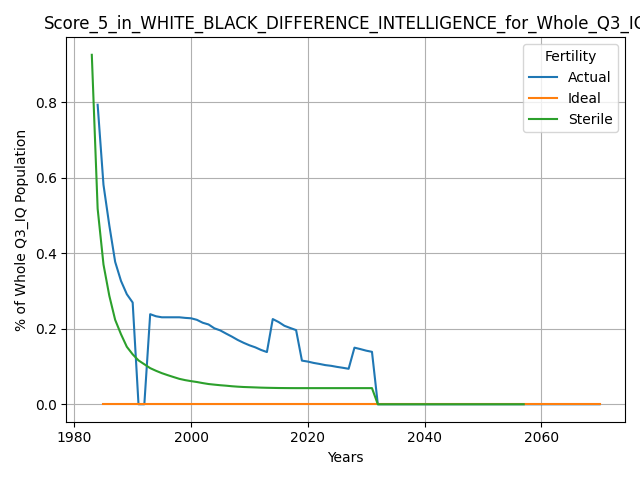 Score_5_in_WHITE_BLACK_DIFFERENCE_INTELLIGENCE_for_Whole_Q3_IQ
% of Whole Q3_IQ Population
0.8
0.6
0.4
0.2
0.0
Fertility
Actual
Ideal
Sterile
1980
2000
2020
2040
2060
Years